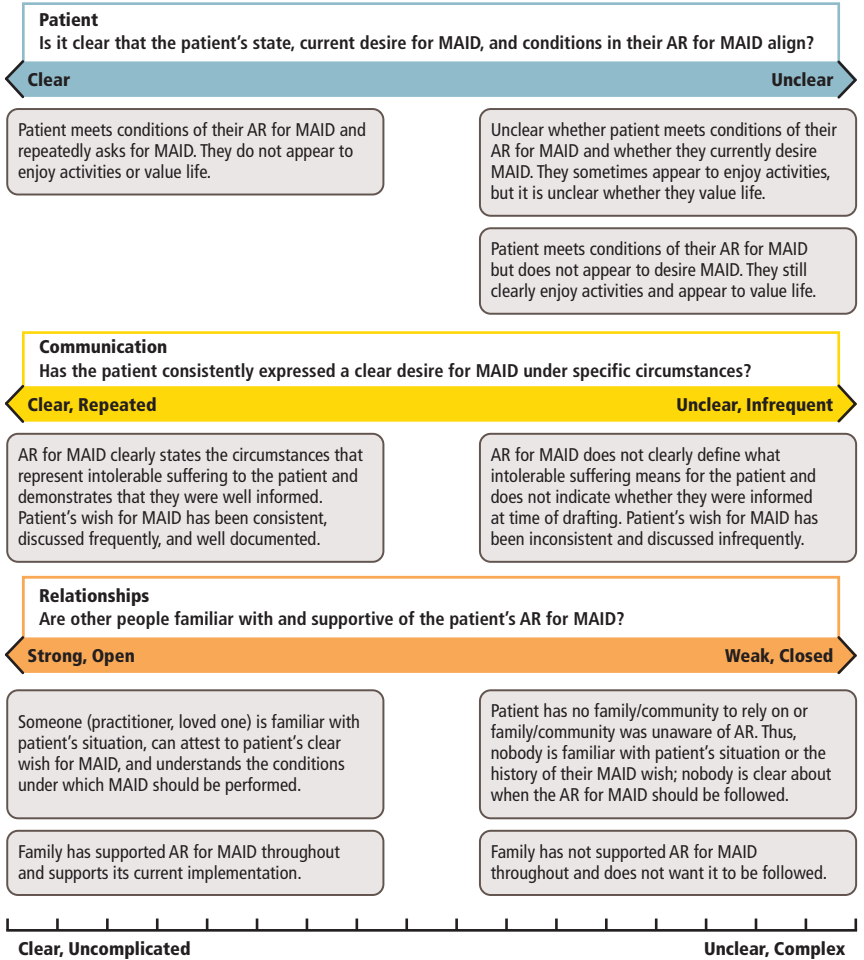 Patient
Is it clear that the patient's state, current desire for MAID, and conditions in their AR for MAID align?
Clear
Unclear
Patient meets conditions of their AR for MAID and
repeatedly asks for MAID. They do not appear to
enjoy activities or value life.
Unclear whether patient meets conditions of their
AR for MAID and whether they currently desire
MAID. They sometimes appear to enjoy activities,
but it is unclear whether they value life.
Patient meets conditions of their AR for MAID
but does not appear to desire MAID. They still
clearly enjoy activities and appear to value life.
Communication
Has the patient consistently expressed a clear desire for MAID under specific circumstances?
Clear, Repeated
Unclear, Infrequent
AR for MAID clearly states the circumstances that
represent intolerable suffering to the patient and
demonstrates that they were well informed.
Patient's wish for MAID has been consistent,
discussed frequently, and well documented.
AR for MAID does not clearly define what
intolerable suffering means for the patient and
does not indicate whether they were informed
at time of drafting. Patient's wish for MAID has
been inconsistent and discussed infrequently.
Relationships
Are other people familiar with and supportive of the patient's AR for MAID?
Strong, Open
Weak, Closed
Someone (practitioner, loved one) is familiar with
patient's situation, can attest to patient's clear
wish for MAID, and understands the conditions
under which MAID should be performed.
Patient has no family/community to rely on or
family/community was unaware of AR. Thus,
nobody is familiar with patient's situation or the
history of their MAID wish; nobody is clear about
when the AR for MAID should be followed.
Family has supported AR for MAID throughout
and supports its current implementation.
Family has not supported AR for MAID
throughout and does not want it to be followed.
Clear, Uncomplicated
Unclear, Complex